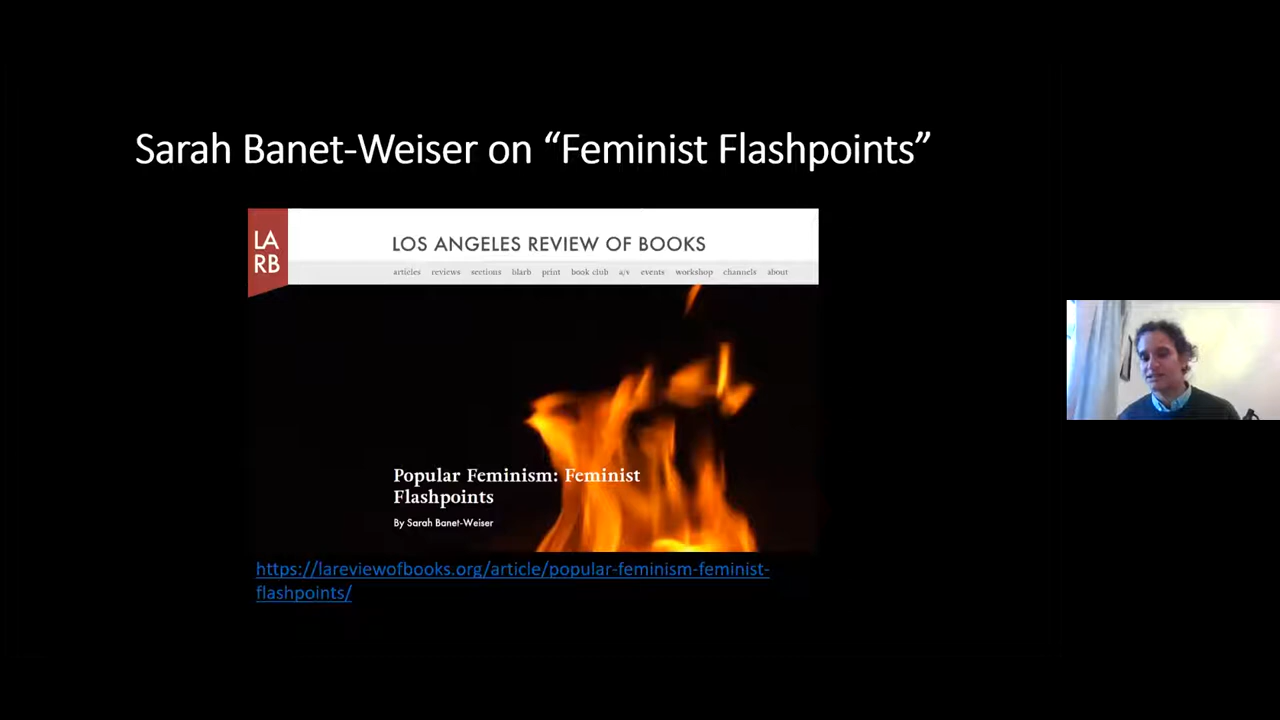 Sarah Banet-Weiser on “Feminist Flashpoints”
LA
RB
LOS ANGELES REVIEW OF BOOKS
articles reviews sections blarb print book club a/s events workshop channels about
Popular Feminism: Feminist
Flashpoints
By Sarah Banet-Weiser
https://lareviewofbooks.org/article/popular-feminism-feminist-
flashpoints/